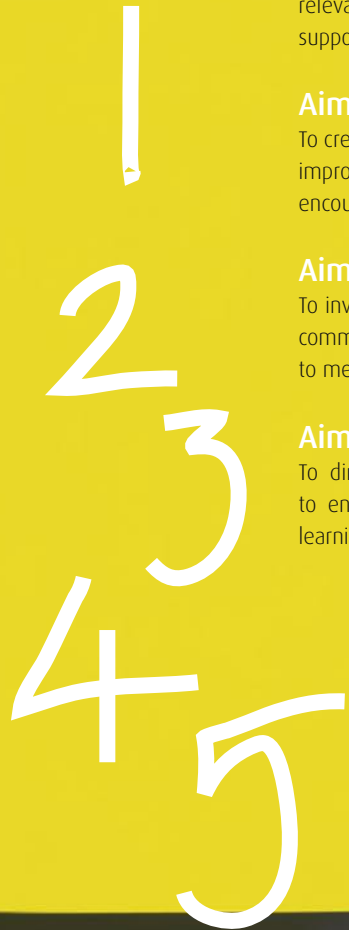 1
2
3
4
5
releva
suppo
Aim
To cre
impro
encou
Aim
To inv
comm
to me
Aim
To di
to en
learni